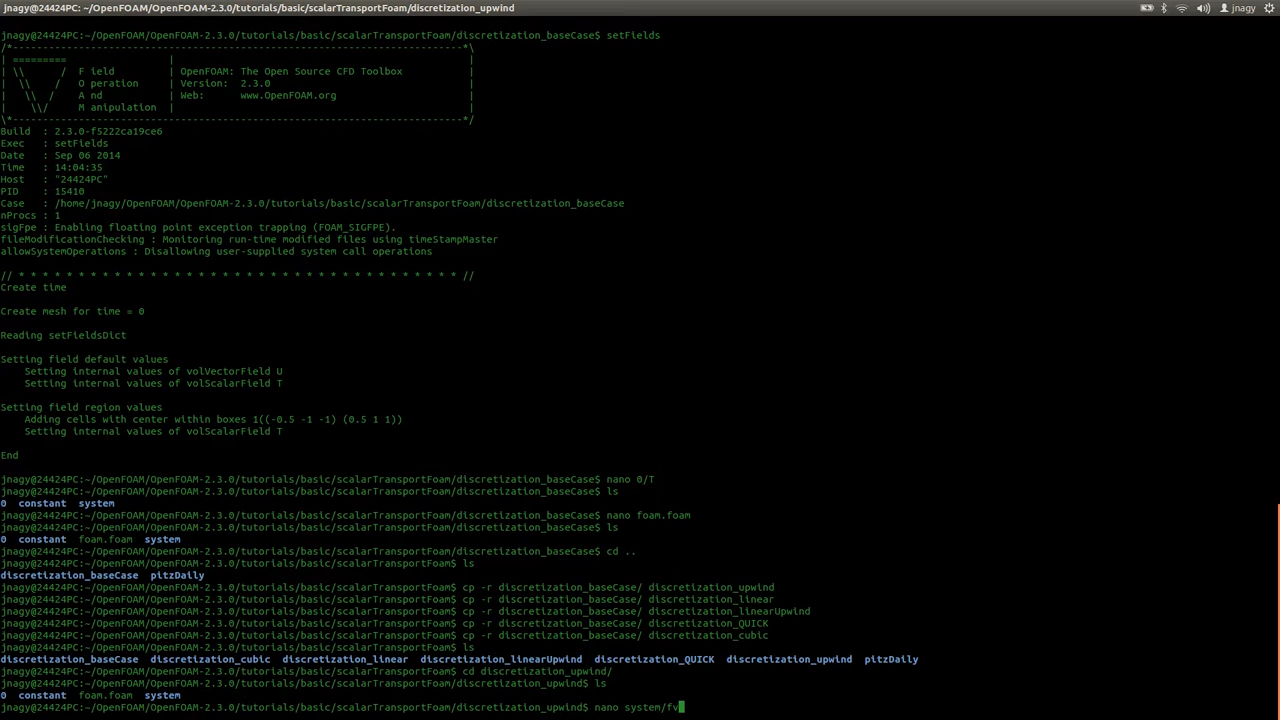 jnagy@24424PC: ~/OpenFOAM/OpenFOAM-2.3.0/tutorials/basic/scalarTransportFoam/discretization_upwind
jnagy
jnagy@24424PC:~/OpenFOAM/OpenFOAM-2.3.0/tutorials/basic/scalarTransportFoam/discretization_baseCase$ setFields
/*---------------------------------------------------------------------------*\
| =========                 |                                                 |
| \\      /  F ield         | OpenFOAM: The Open Source CFD Toolbox           |
|  \\    /   O peration     | Version:  2.3.0                                 |
|   \\  /    A nd           | Web:      www.OpenFOAM.org                      |
|    \\/     M anipulation  |                                                 |
\*---------------------------------------------------------------------------*/
Build  : 2.3.0-f5222ca19ce6
Exec   : setFields
Date   : Sep 06 2014
Time   : 14:04:35
Host   : "24424PC"
PID    : 15410
Case   : /home/jnagy/OpenFOAM/OpenFOAM-2.3.0/tutorials/basic/scalarTransportFoam/discretization_baseCase
nProcs : 1
sigFpe : Enabling floating point exception trapping (FOAM_SIGFPE).
fileModificationChecking : Monitoring run-time modified files using timeStampMaster
allowSystemOperations : Disallowing user-supplied system call operations
// * * * * * * * * * * * * * * * * * * * * * * * * * * * * * * * * * * * * * //
Create time
Create mesh for time = 0
Reading setFieldsDict
Setting field default values
    Setting internal values of volVectorField U
    Setting internal values of volScalarField T
Setting field region values
    Adding cells with center within boxes 1((-0.5 -1 -1) (0.5 1 1))
    Setting internal values of volScalarField T
End
jnagy@24424PC:~/OpenFOAM/OpenFOAM-2.3.0/tutorials/basic/scalarTransportFoam/discretization_baseCase$ nano 0/T
jnagy@24424PC:~/OpenFOAM/OpenFOAM-2.3.0/tutorials/basic/scalarTransportFoam/discretization_baseCase$ ls
0  constant  system
jnagy@24424PC:~/OpenFOAM/OpenFOAM-2.3.0/tutorials/basic/scalarTransportFoam/discretization_baseCase$ nano foam.foam
jnagy@24424PC:~/OpenFOAM/OpenFOAM-2.3.0/tutorials/basic/scalarTransportFoam/discretization_baseCase$ ls
0  constant  foam.foam  system
jnagy@24424PC:~/OpenFOAM/OpenFOAM-2.3.0/tutorials/basic/scalarTransportFoam/discretization_baseCase$ cd ..
jnagy@24424PC:~/OpenFOAM/OpenFOAM-2.3.0/tutorials/basic/scalarTransportFoam$ ls
discretization_baseCase  pitzDaily
jnagy@24424PC:~/OpenFOAM/OpenFOAM-2.3.0/tutorials/basic/scalarTransportFoam$ cp -r discretization_baseCase/ discretization_upwind
jnagy@24424PC:~/OpenFOAM/OpenFOAM-2.3.0/tutorials/basic/scalarTransportFoam$ cp -r discretization_baseCase/ discretization_linear
jnagy@24424PC:~/OpenFOAM/OpenFOAM-2.3.0/tutorials/basic/scalarTransportFoam$ cp -r discretization_baseCase/ discretization_linearUpwind
jnagy@24424PC:~/OpenFOAM/OpenFOAM-2.3.0/tutorials/basic/scalarTransportFoam$ cp -r discretization_baseCase/ discretization_QUICK
jnagy@24424PC:~/OpenFOAM/OpenFOAM-2.3.0/tutorials/basic/scalarTransportFoam$ cp -r discretization_baseCase/ discretization_cubic
jnagy@24424PC:~/OpenFOAM/OpenFOAM-2.3.0/tutorials/basic/scalarTransportFoam$ ls
discretization_baseCase  discretization_cubic  discretization_linear  discretization_linearUpwind  discretization_QUICK  discretization_upwind  pitzDaily
jnagy@24424PC:~/OpenFOAM/OpenFOAM-2.3.0/tutorials/basic/scalarTransportFoam$ cd discretization_upwind/
jnagy@24424PC:~/OpenFOAM/OpenFOAM-2.3.0/tutorials/basic/scalarTransportFoam/discretization_upwind$ ls
0  constant  foam.foam  system
jnagy@24424PC:~/OpenFOAM/OpenFOAM-2.3.0/tutorials/basic/scalarTransportFoam/discretization_upwind$ nano system/fv